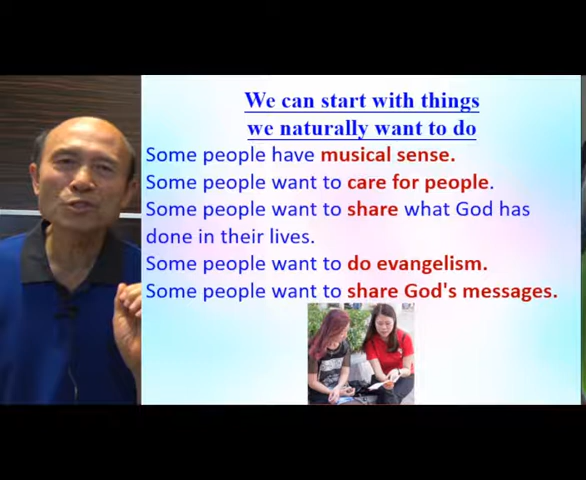 We can start with things
we naturally want to do
Some people have musical sense.
Some people want to care for people.
Some people want to share what God has
done in their lives.
Some people want to do evangelism.
Some people want to share God's messages.